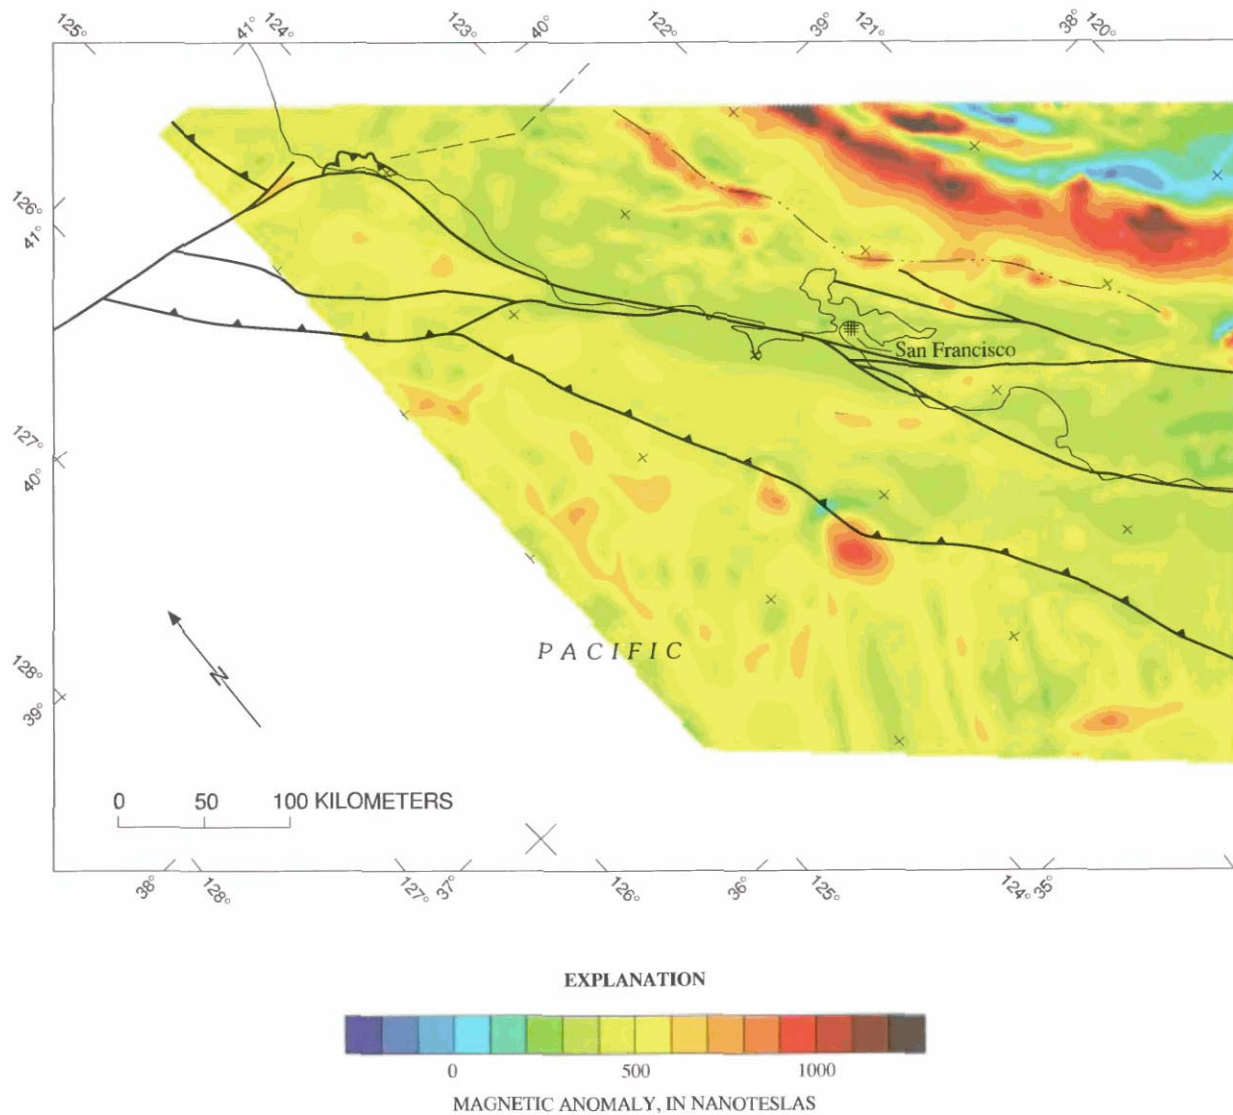 125° 41° 124° 123° 40° 122° 39° 121° 38° 120°
126°
41°
San Francisco
127°
40°
PACIFIC
128°
39°
N
0 50 100 KILOMETERS
38° 128° 127° 37° 126° 36° 125° 124° 35°
EXPLANATION
0 500 1000
MAGNETIC ANOMALY, IN NANOTESLAS